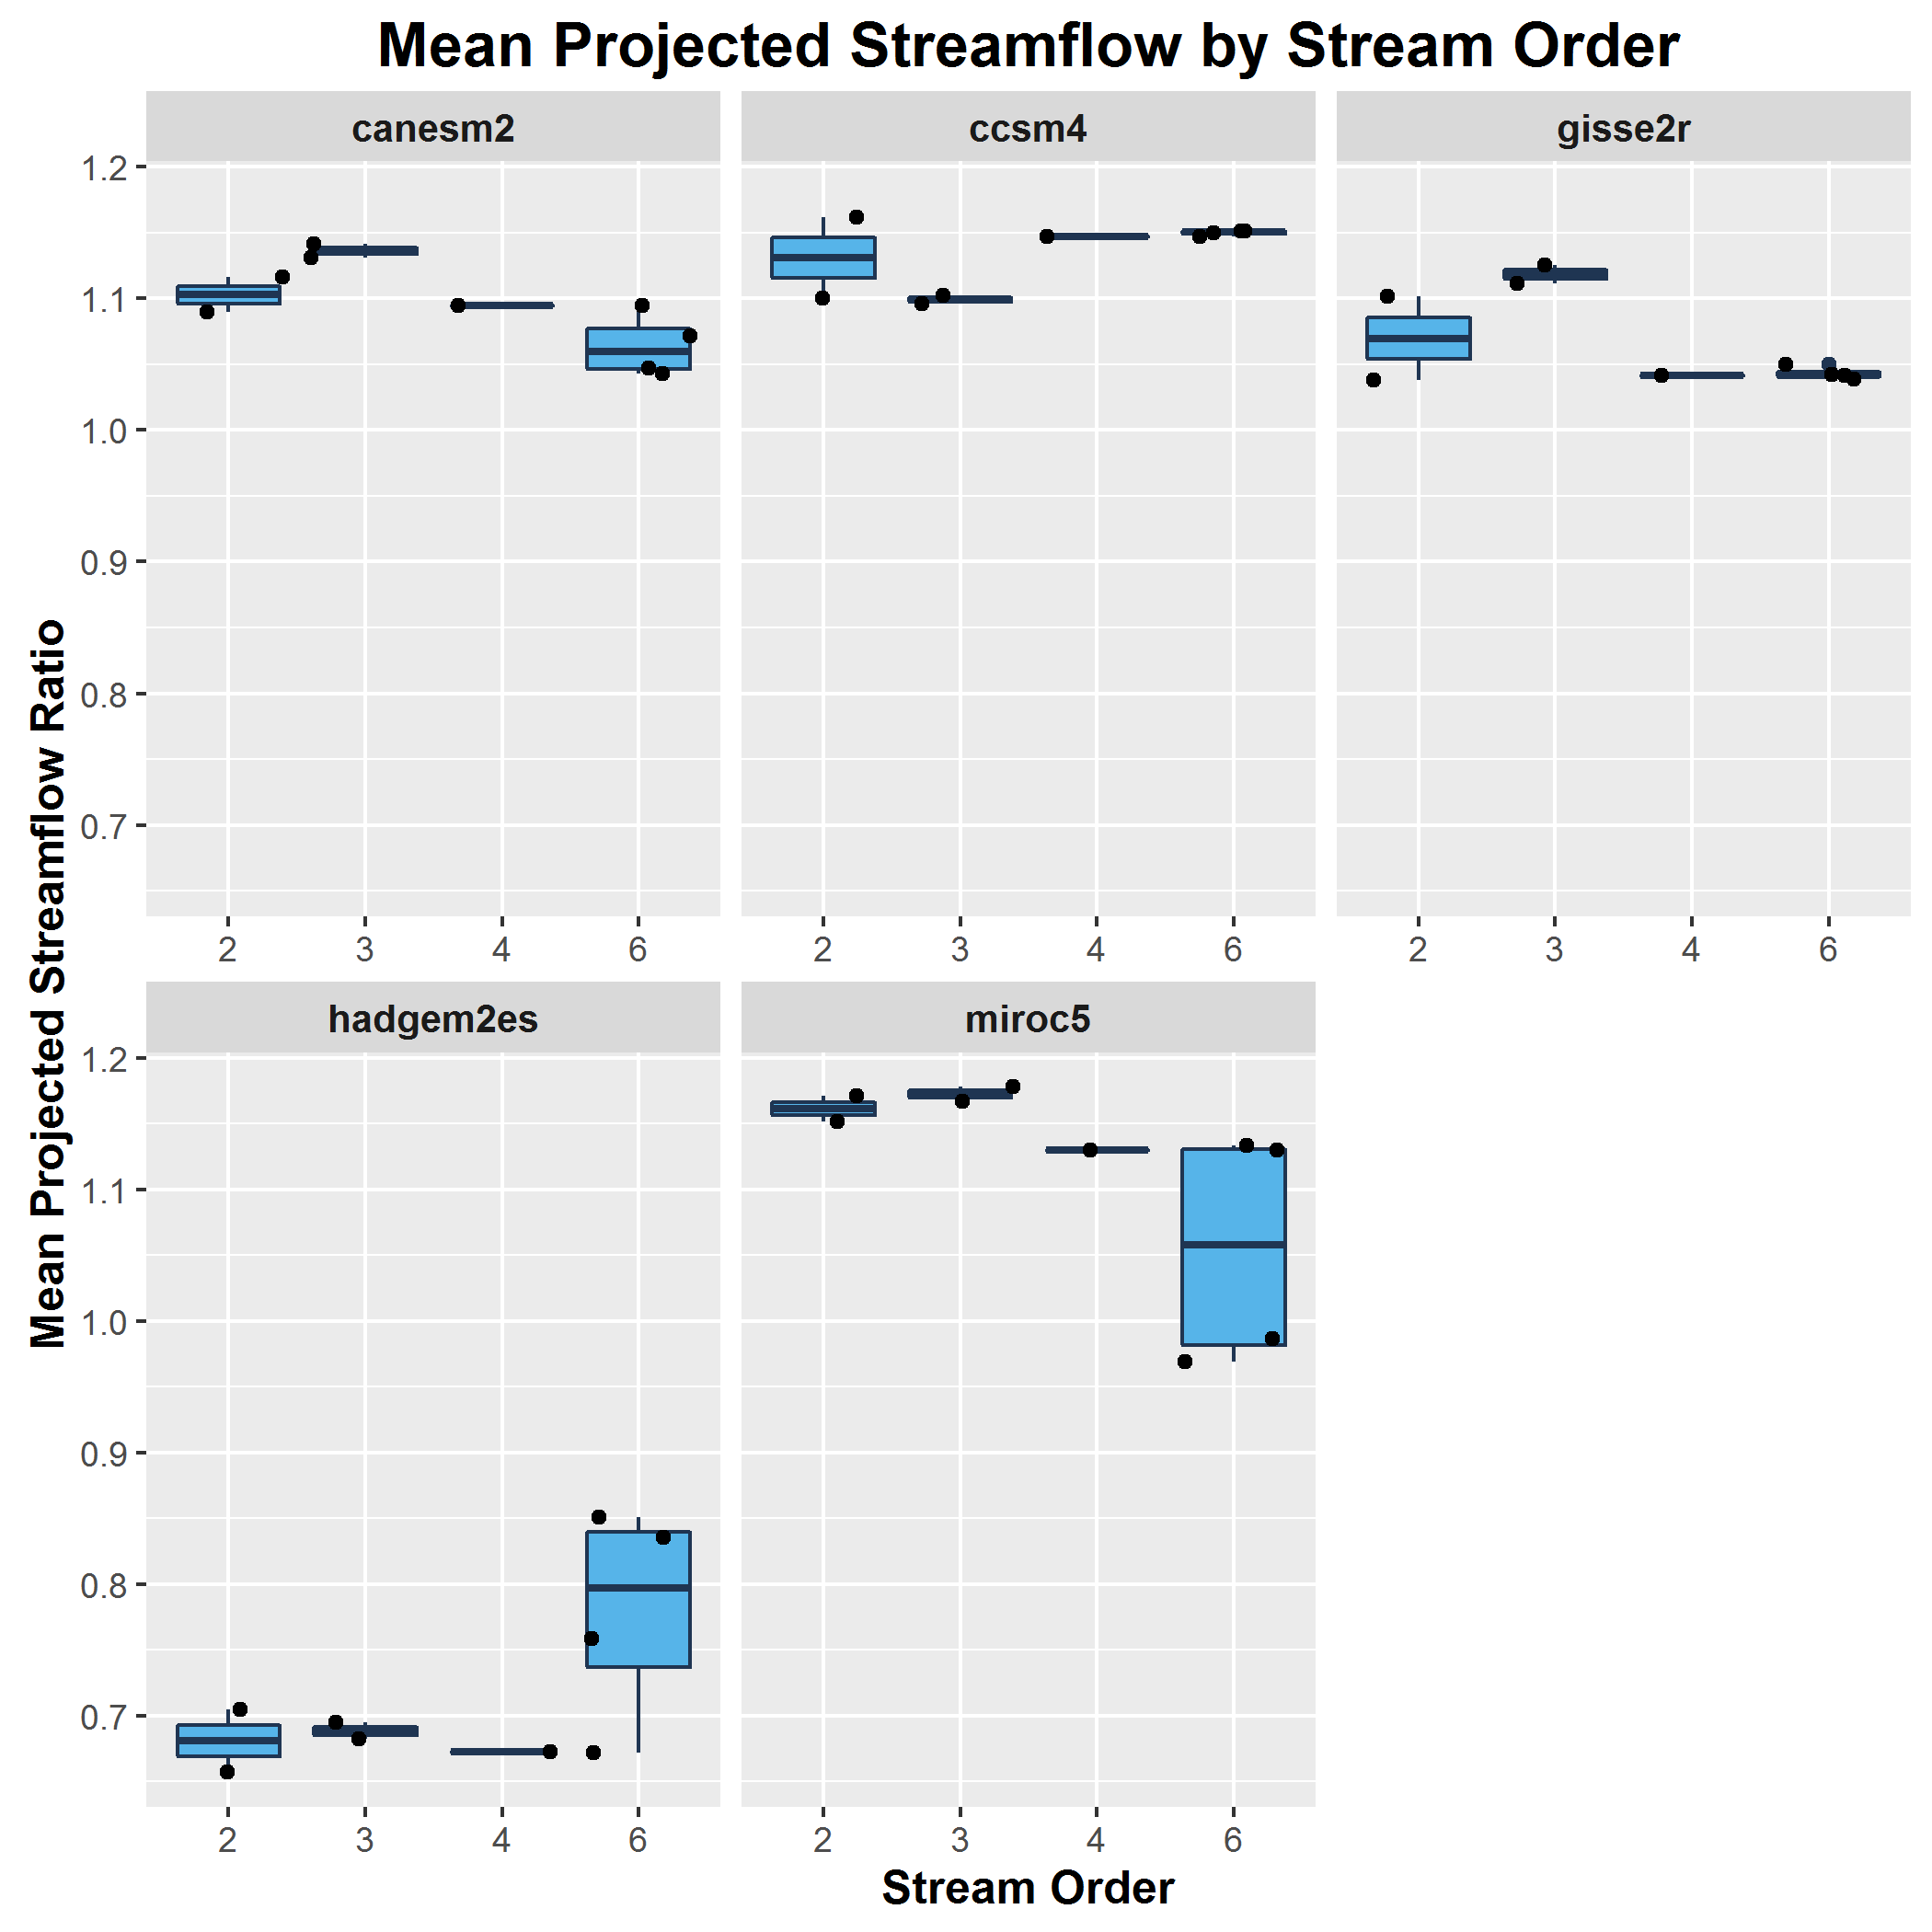 Mean Projected Streamflow by Stream Order
canesm2 ccsm4 gisse2r
1.2
1.1
1.0
0.9
0.8
0.7
2 3 4 6 2 3 4 6 2 3 4 6
Mean Projected Streamflow Ratio
hadgem2es miroc5
1.2
1.1
1.0
0.9
0.8
0.7
2 3 4 6 2 3 4 6
Stream Order